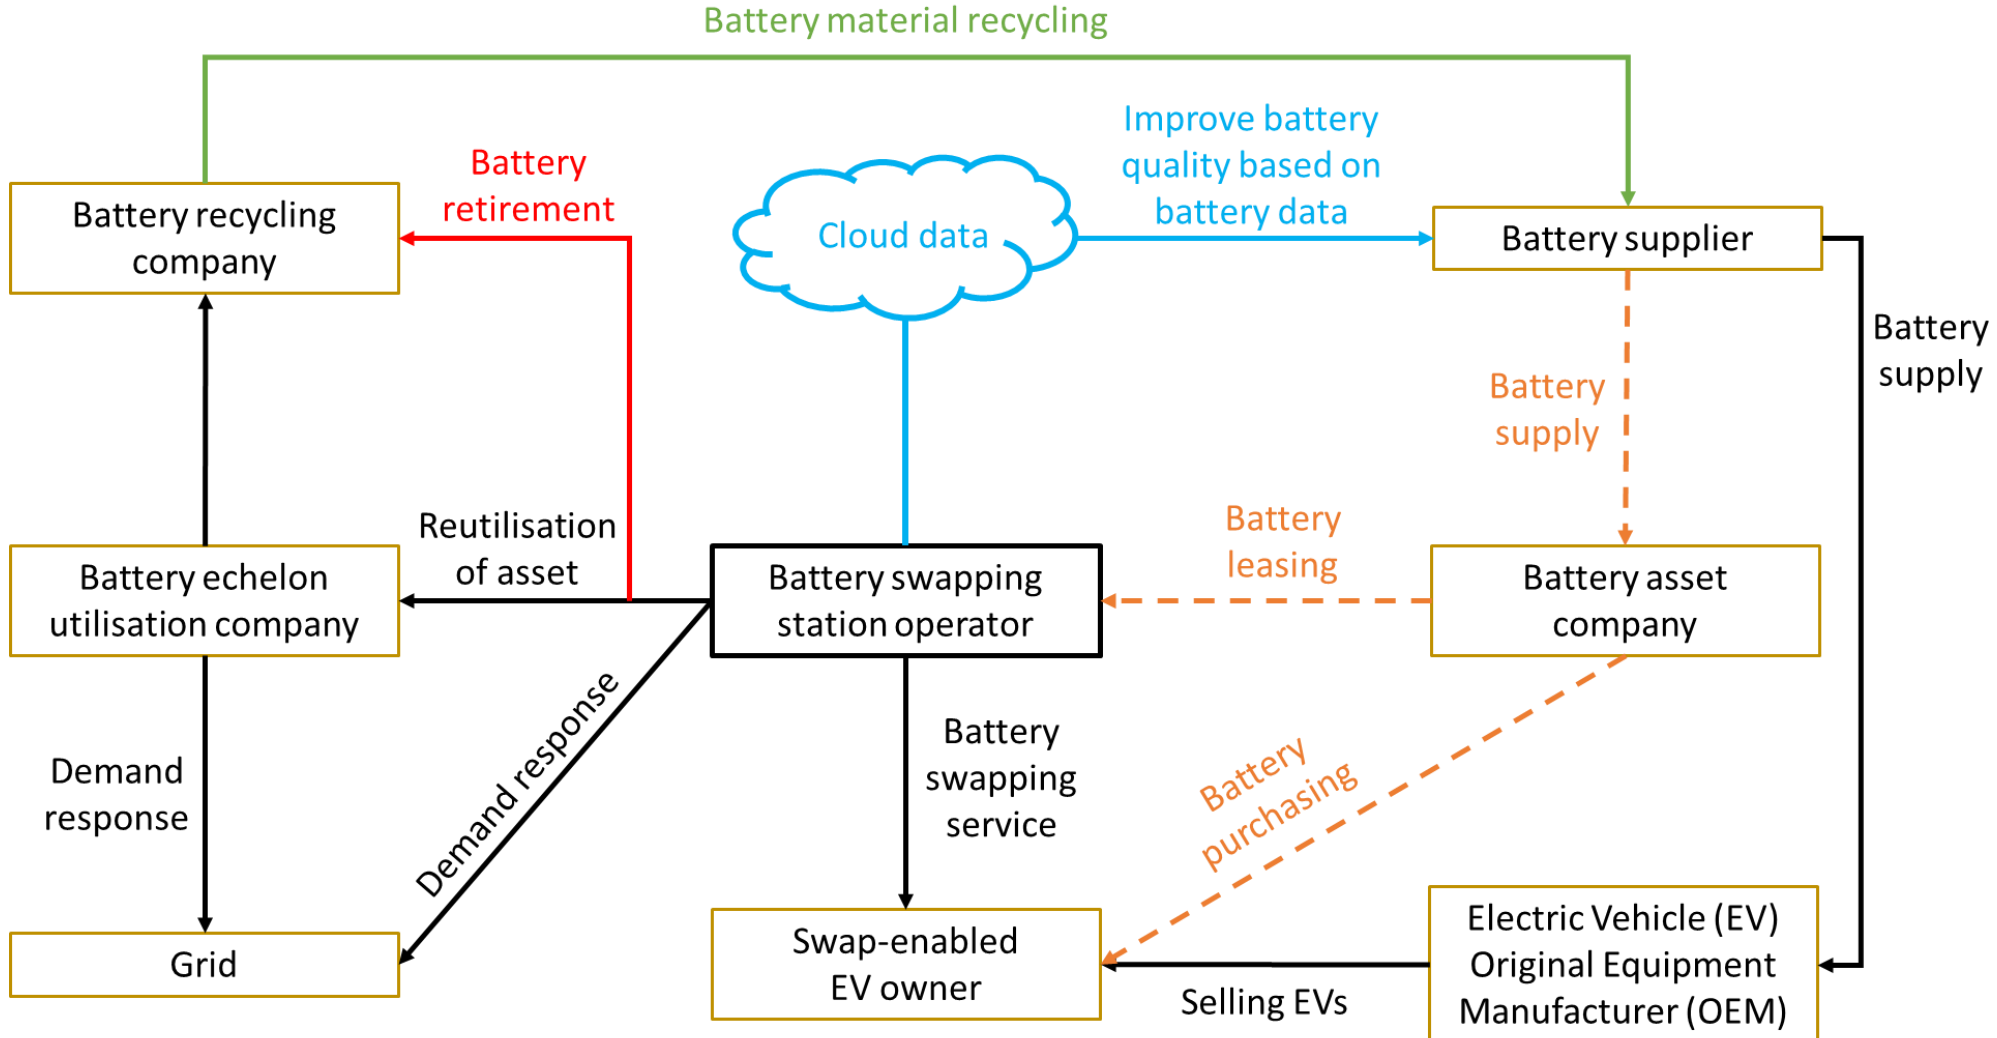 Battery material recycling
Improve battery
quality based on
battery data
Battery
retirement
Battery recycling
company
Cloud data
Battery supplier
Battery
supply
Battery
supply
Reutilisation
of asset
Battery
leasing
Battery echelon
utilisation company
Battery swapping
station operator
Battery asset
company
Demand
response
Demand response
Battery
swapping
service
Battery
purchasing
Grid
Swap-enabled
EV owner
Selling EVs
Electric Vehicle (EV)
Original Equipment
Manufacturer (OEM)